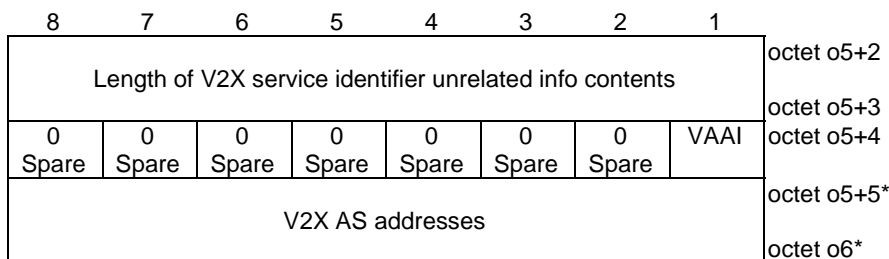 8 7 6 5 4 3 2 1
octet o5+2
Length of V2X service identifier unrelated info contents
octet o5+3
0 0 0 0 0 0 0 VAAI octet o5+4
Spare Spare Spare Spare Spare Spare Spare
octet o5+5*
V2X AS addresses
octet o6*